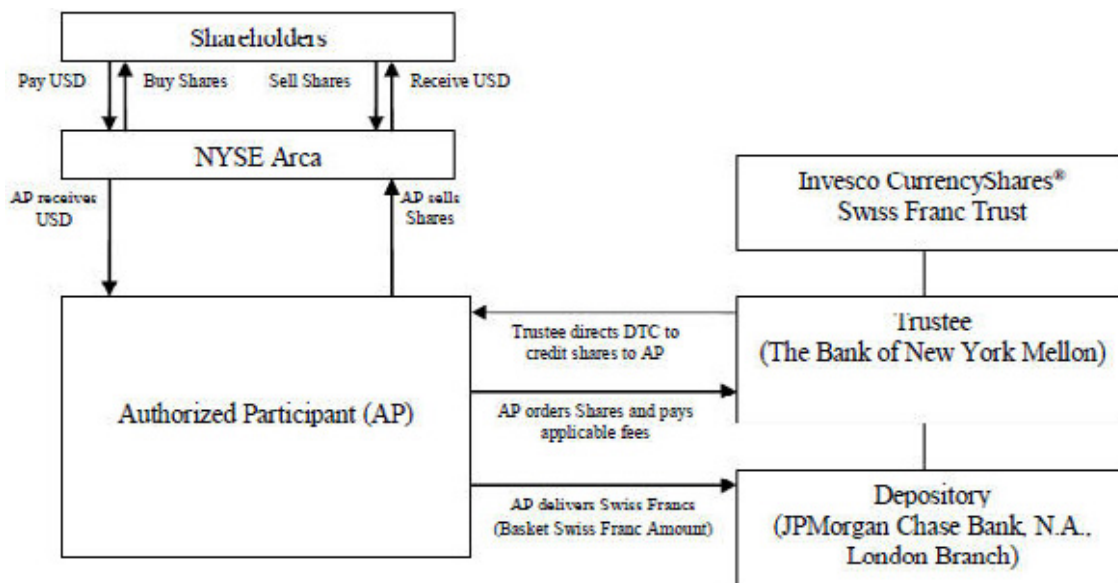 Shareholders
Pay USD
Buy Shares
Sell Shares
Receive USD
NYSE Arca
AP receives
USD
AP sells
Shares
Invesco CurrencyShares®
Swiss Franc Trust
Trustee directs DTC to
credit shares to AP
Trustee
(The Bank of New York Mellon)
Authorized Participant (AP)
AP orders Shares and pays
applicable fees
AP delivers Swiss Francs
(Basket Swiss Franc Amount)
Depository
(JPMorgan Chase Bank, N.A.,
London Branch)